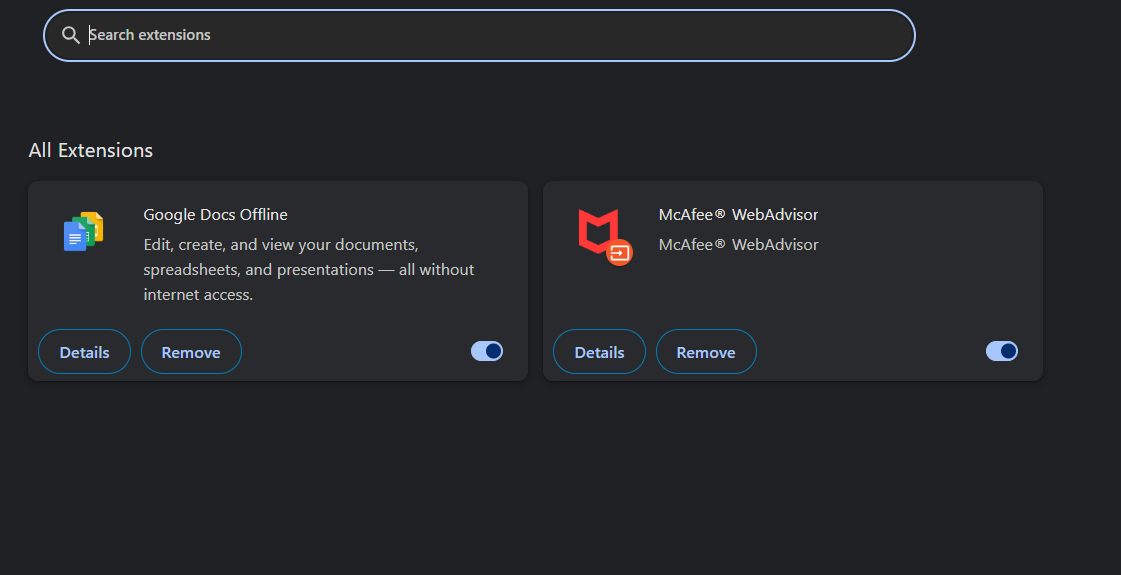 Search extensions
All Extensions
Google Docs Offline
Edit, create, and view your documents,
spreadsheets, and presentations — all without
internet access.
Details
Remove
McAfee® WebAdvisor
McAfee® WebAdvisor
Details
Remove